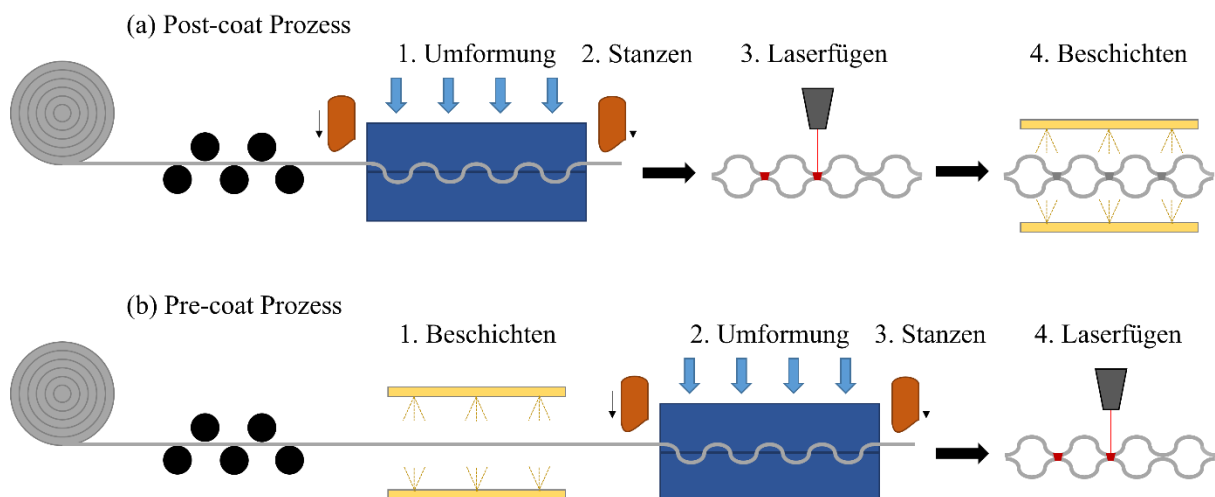 (a) Post-coat Prozess
1. Umformung
2. Stanzen
3. Laserfügen
4. Beschichten
(b) Pre-coat Prozess
1. Beschichten
2. Umformung
3. Stanzen
4. Laserfügen